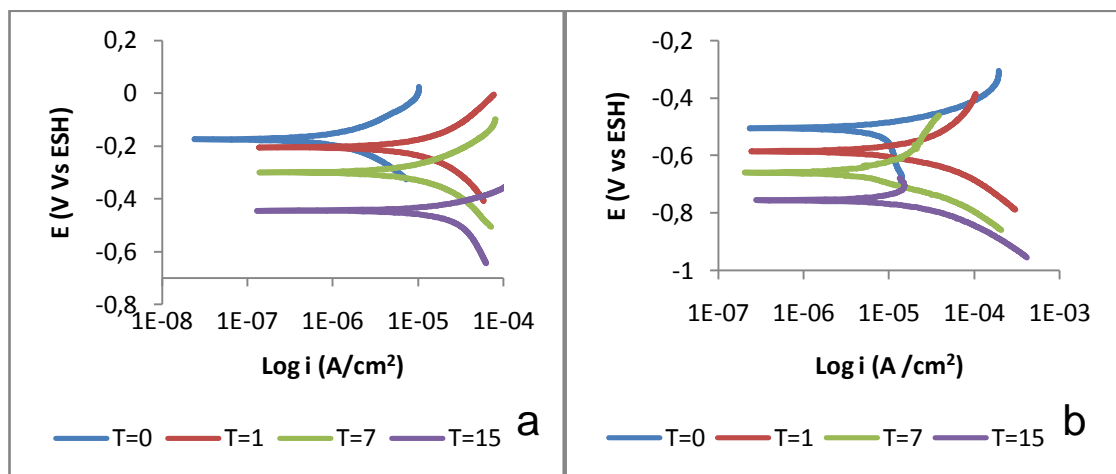 0,2
0
-0,2
-0,4
-0,6
-0,8
E (V Vs ESH)
1E-08 1E-07 1E-06 1E-05 1E-04
Log i (A/cm²)
a
T=0 T=1 T=7 T=15
-0,2
-0,4
-0,6
-0,8
-1
E (V vs ESH)
1E-07 1E-06 1E-05 1E-04 1E-03
Log i (A /cm²)
b
T=0 T=1 T=7 T=15